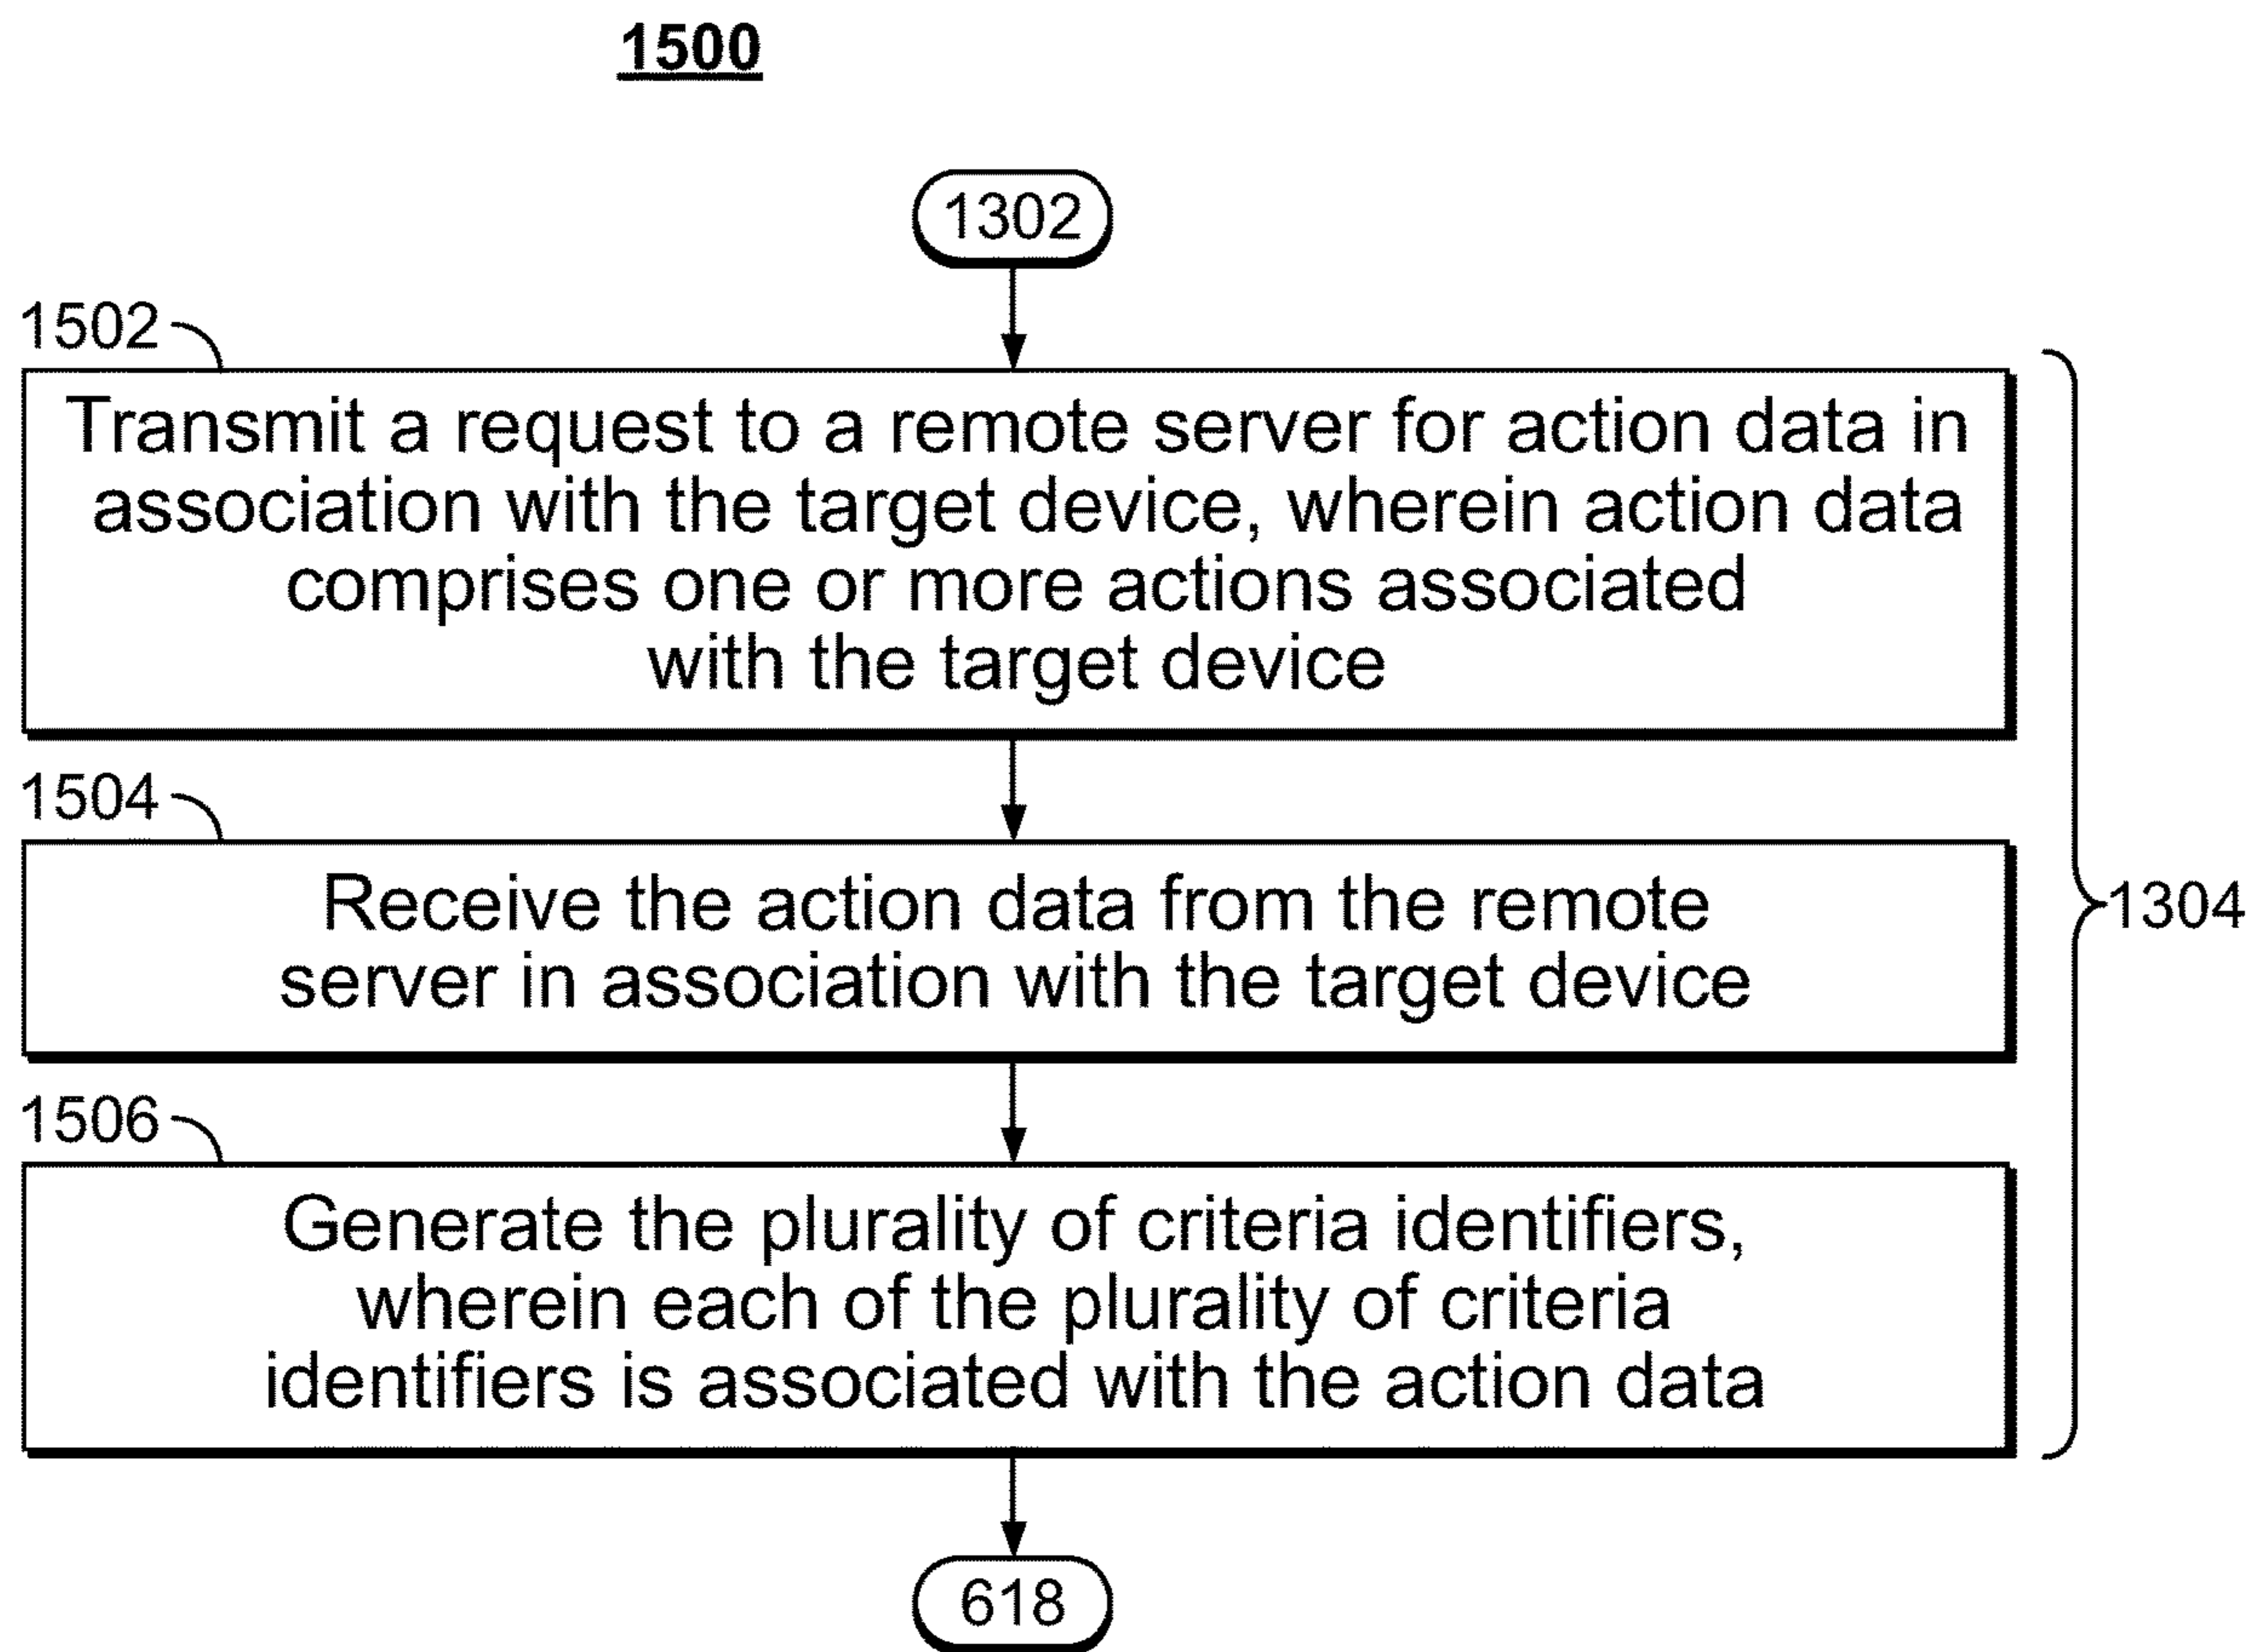 1500
1302
1502
Transmit a request to a remote server for action data in
association with the target device, wherein action data
comprises one or more actions associated
with the target device
1504
Receive the action data from the remote
server in association with the target device
1304
1506
Generate the plurality of criteria identifiers,
wherein each of the plurality of criteria
identifiers is associated with the action data
618